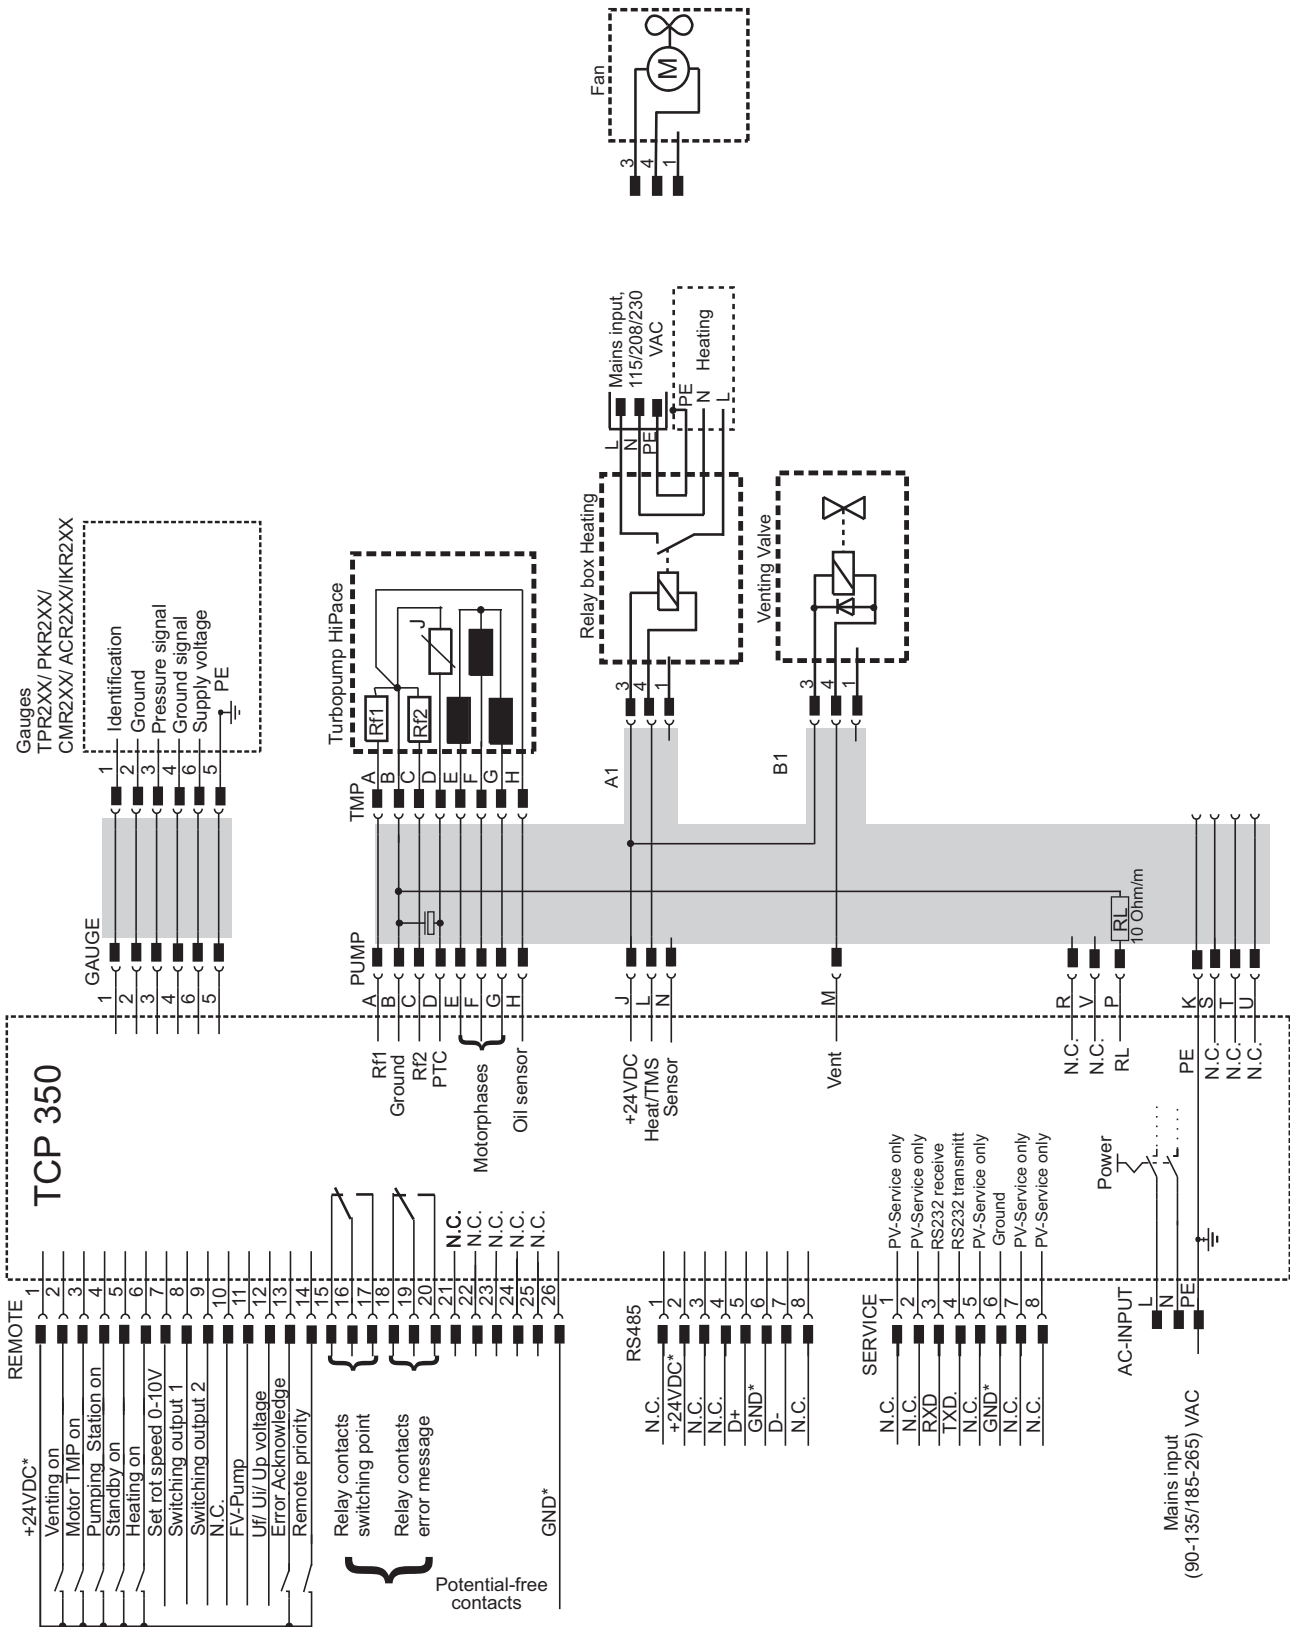 Fan
M
3
4
1
Mains input,
115/208/230
VAC
L
N
PE
PE
N
L
Heating
Relay box Heating
3
4
1
A1
Venting Valve
3
4
1
B1
Gauges
TPR2XX/ PKR2XX/
CMR2XX/ ACR2XX/IKR2XX
1 Identification
2 Ground
3 Pressure signal
4 Ground signal
6 Supply voltage
5 PE
GAUGE
1
2
3
4
6
5
Turbopump HiPace
Rf1
Rf2
J
TMP
A
B
C
D
E
F
G
H
PUMP
A
B
C
D
E
F
G
H
J
L
N
M
R
V
P
K
S
T
U
RL
10 Ohm/m
TCP 350
Rf1
Ground
Rf2
PTC
Motorphases
Oil sensor
+24VDC
Heat/TMS
Sensor
Vent
N.C.
N.C.
RL
PE
N.C.
N.C.
N.C.
REMOTE
1
2
3
4
5
6
7
8
9
10
11
12
13
14
15
16
17
18
19
20
21
22
23
24
25
26
N.C.
N.C.
N.C.
N.C.
N.C.
+24VDC*
Venting on
Motor TMP on
Pumping Station on
Standby on
Heating on
Set rot speed 0-10V
Switching output 1
Switching output 2
N.C.
FV-Pump
Uf/ Ui/ Up voltage
Error Acknowledge
Remote priority
Relay contacts
switching point
Relay contacts
error message
Potential-free
contacts
GND*
RS485
1
2
3
4
5
6
7
8
N.C.
+24VDC*
N.C.
N.C.
D+
GND*
D-
N.C.
SERVICE
1 PV-Service only
2 PV-Service only
3 RS232 receive
4 RS232 transmitt
5 PV-Service only
6 Ground
7 PV-Service only
8 PV-Service only
N.C.
N.C.
RXD
TXD.
N.C.
GND*
N.C.
N.C.
Power
AC-INPUT
L
N
PE
Mains input
(90-135/185-265) VAC